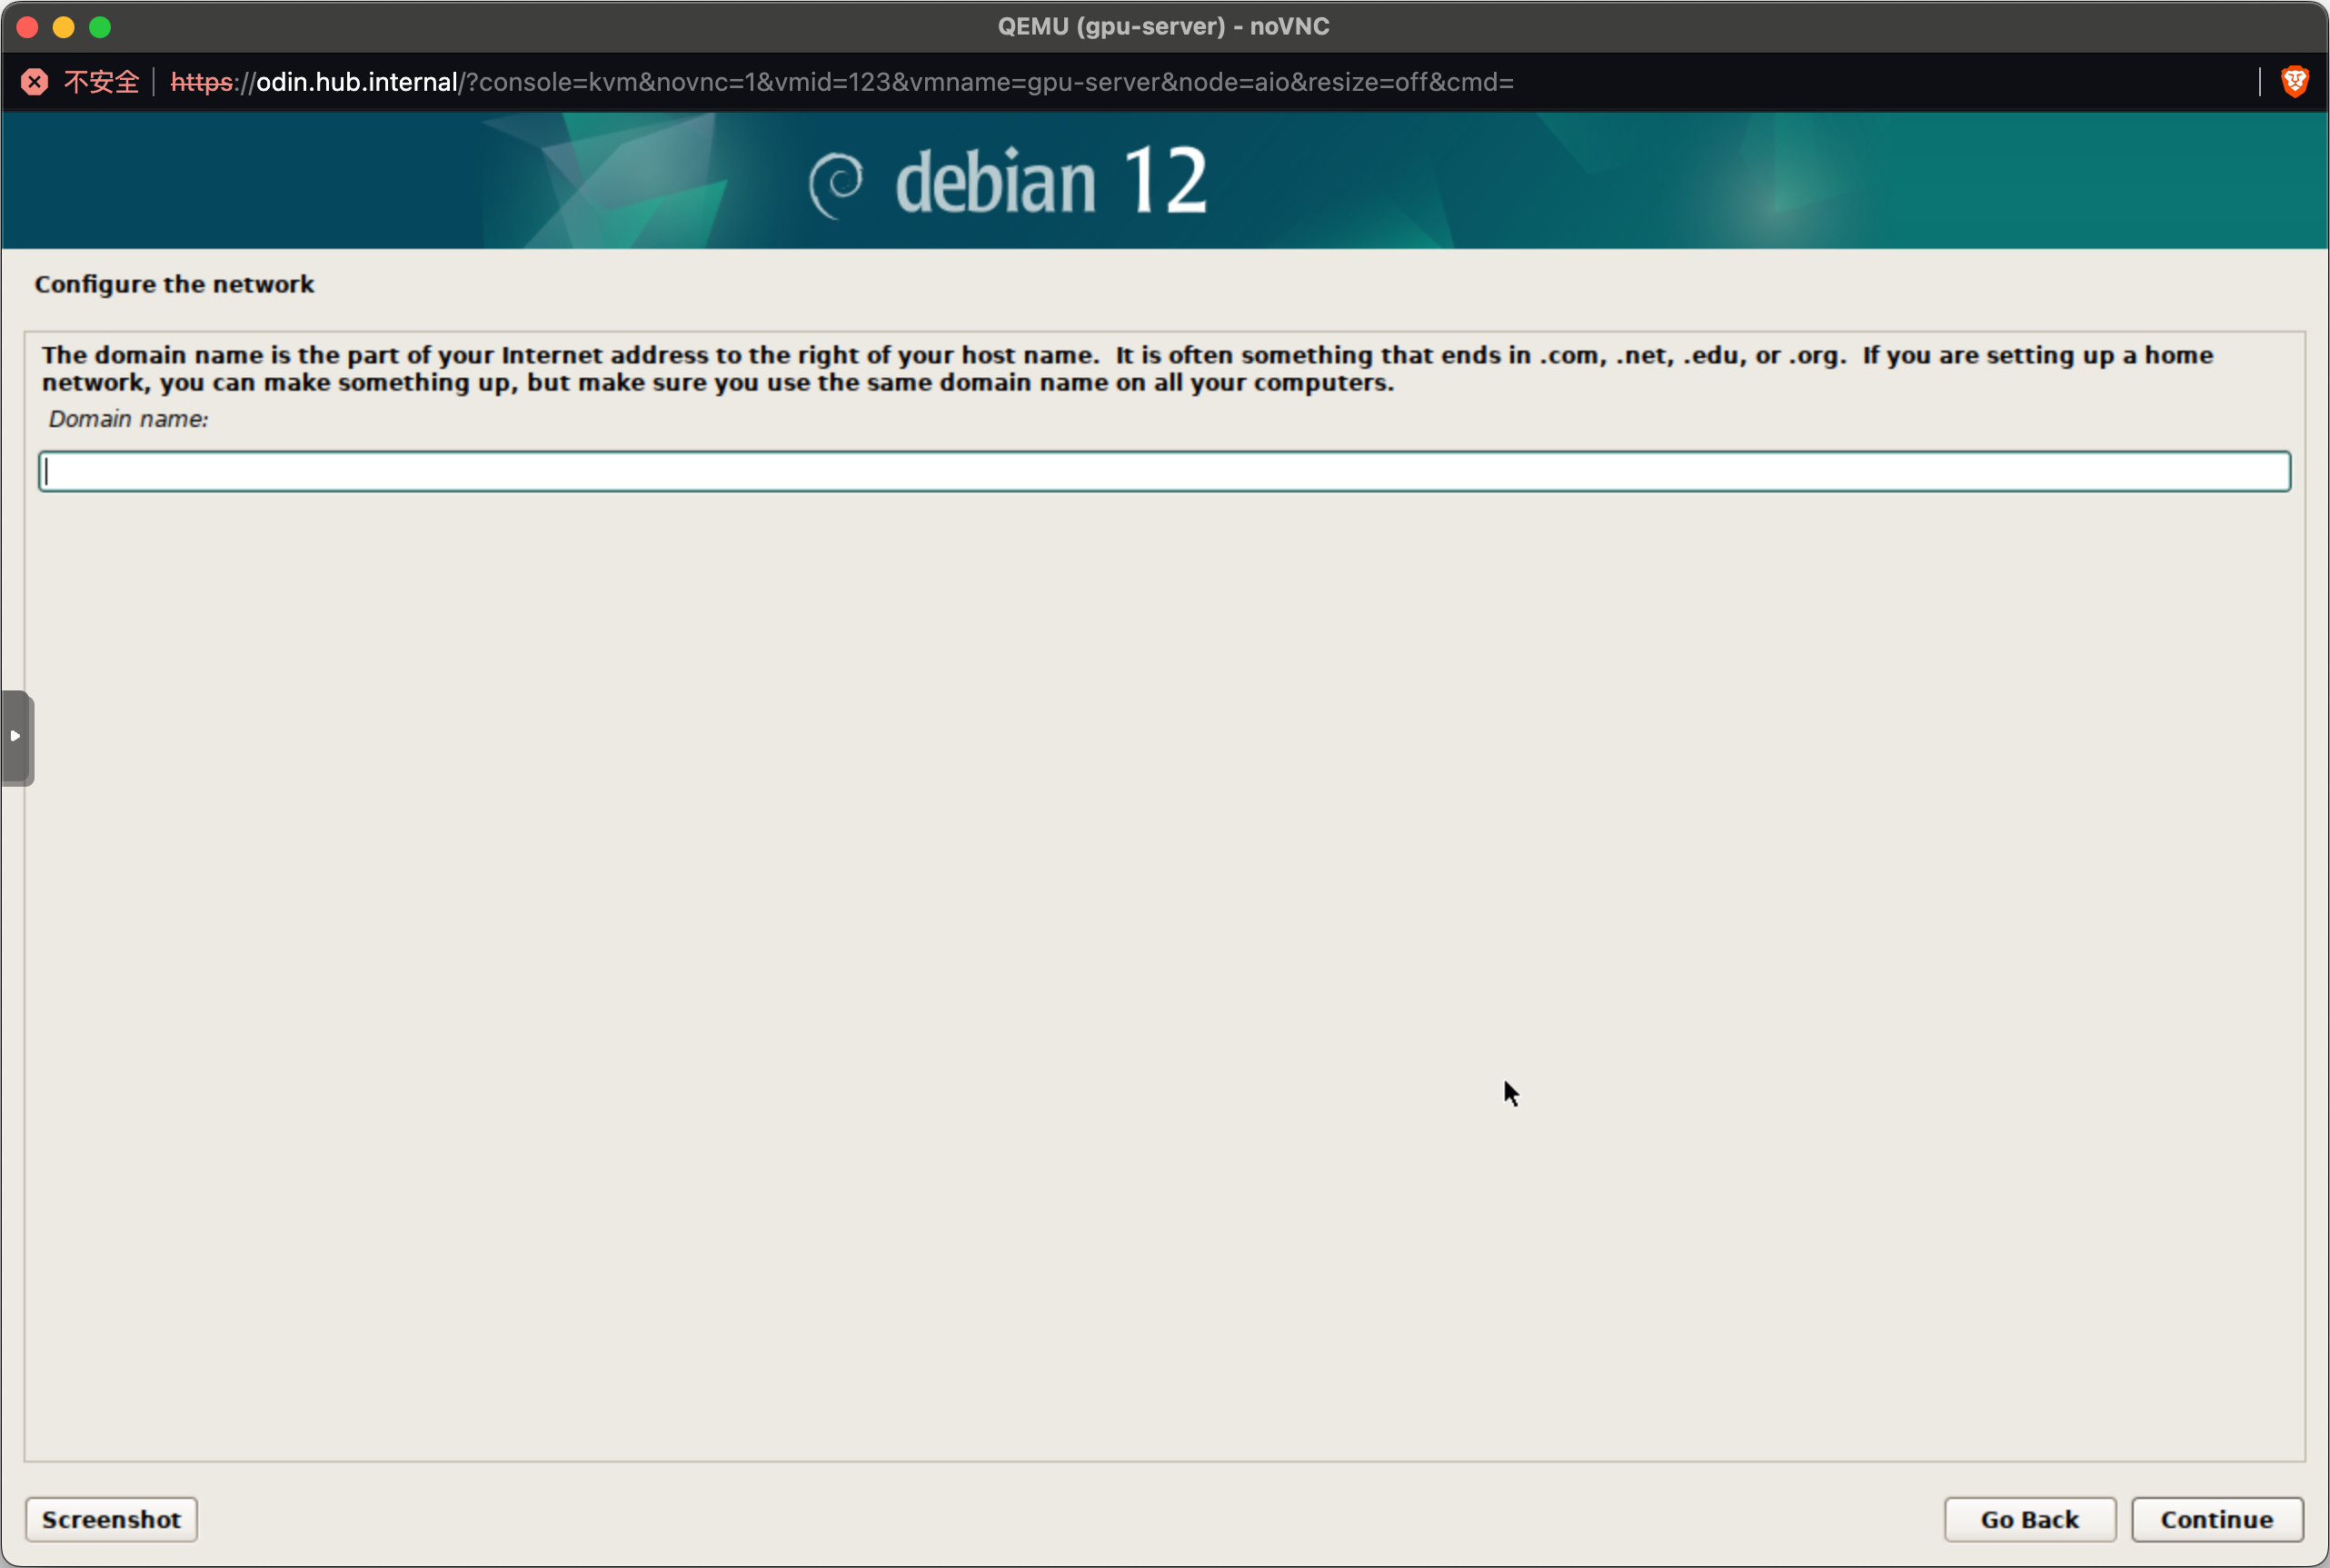 QEMU (gpu-server) - noVNC
不安全 https://odin.hub.internal/?console=kvm&novnc=1&vmid=123&vmname=gpu-server&node=aio&resize=off&cmd=
debian 12
Configure the network
The domain name is the part of your Internet address to the right of your host name.  It is often something that ends in .com, .net, .edu, or .org.  If you are setting up a home
network, you can make something up, but make sure you use the same domain name on all your computers.
Domain name:
Screenshot
Go Back
Continue